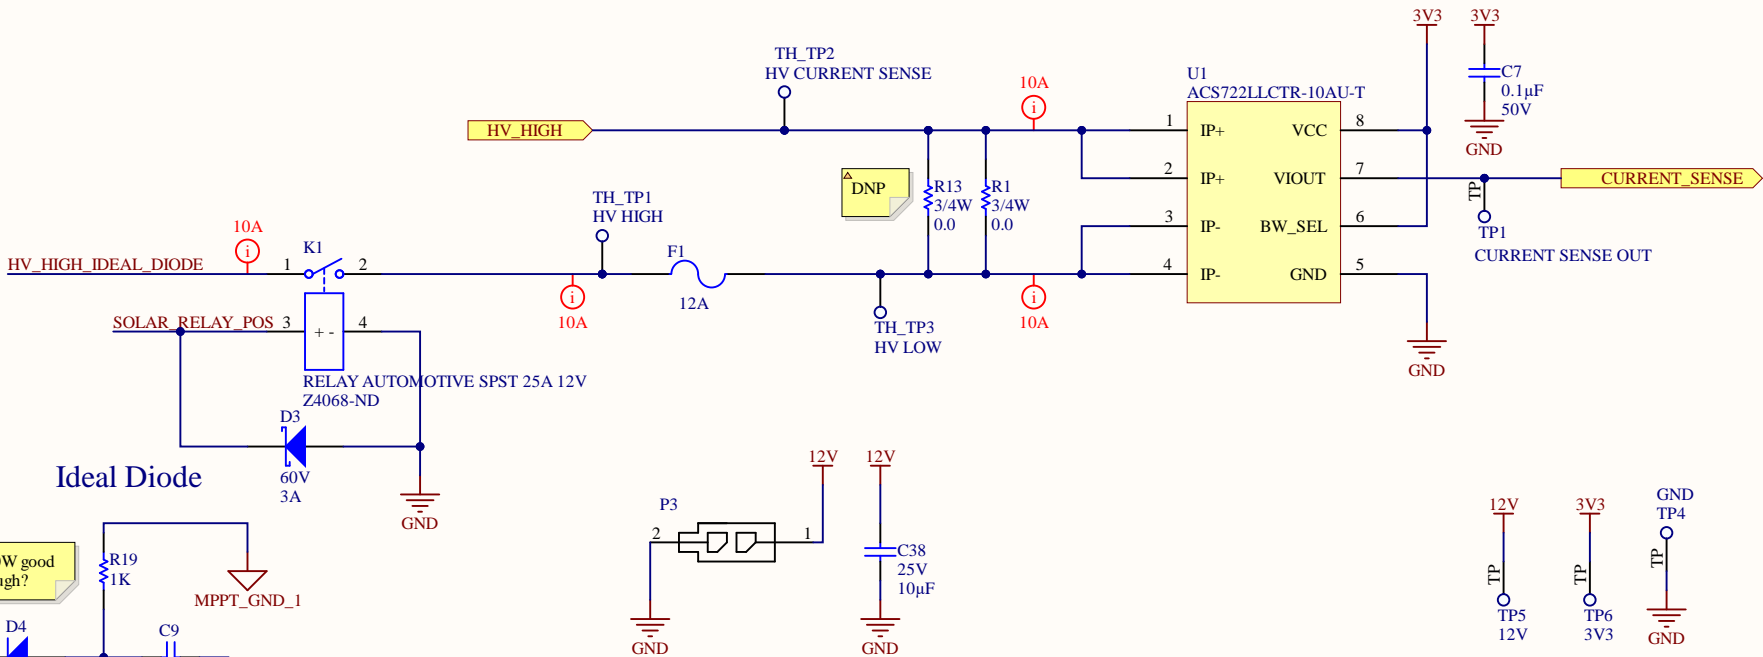 3V3
3V3
TH_TP2
HV CURRENT SENSE
10A
i
U1
ACS722LLCTR-10AU-T
C7
0.1µF
50V
GND
HV_HIGH
1
IP+
VCC
8
2
IP+
VIOUT
7
3
IP-
BW_SEL
6
4
IP-
GND
5
CURRENT_SENSE
TP
TP1
CURRENT SENSE OUT
DNP
R13
3/4W
0.0
R1
3/4W
0.0
TH_TP1
HV HIGH
10A
i
K1
HV_HIGH_IDEAL_DIODE
1
2
F1
12A
i
10A
i
10A
TH_TP3
HV LOW
GND
SOLAR_RELAY_POS
3
+ -
4
RELAY AUTOMOTIVE SPST 25A 12V
Z4068-ND
D3
60V
3A
GND
Ideal Diode
12V
12V
P3
2
1
C38
25V
10µF
GND
GND
12V
3V3
GND
TP4
TP
TP
TP
TP5
12V
TP6
3V3
GND
W good
ugh?
R19
1K
MPPT_GND_1
D4
C9